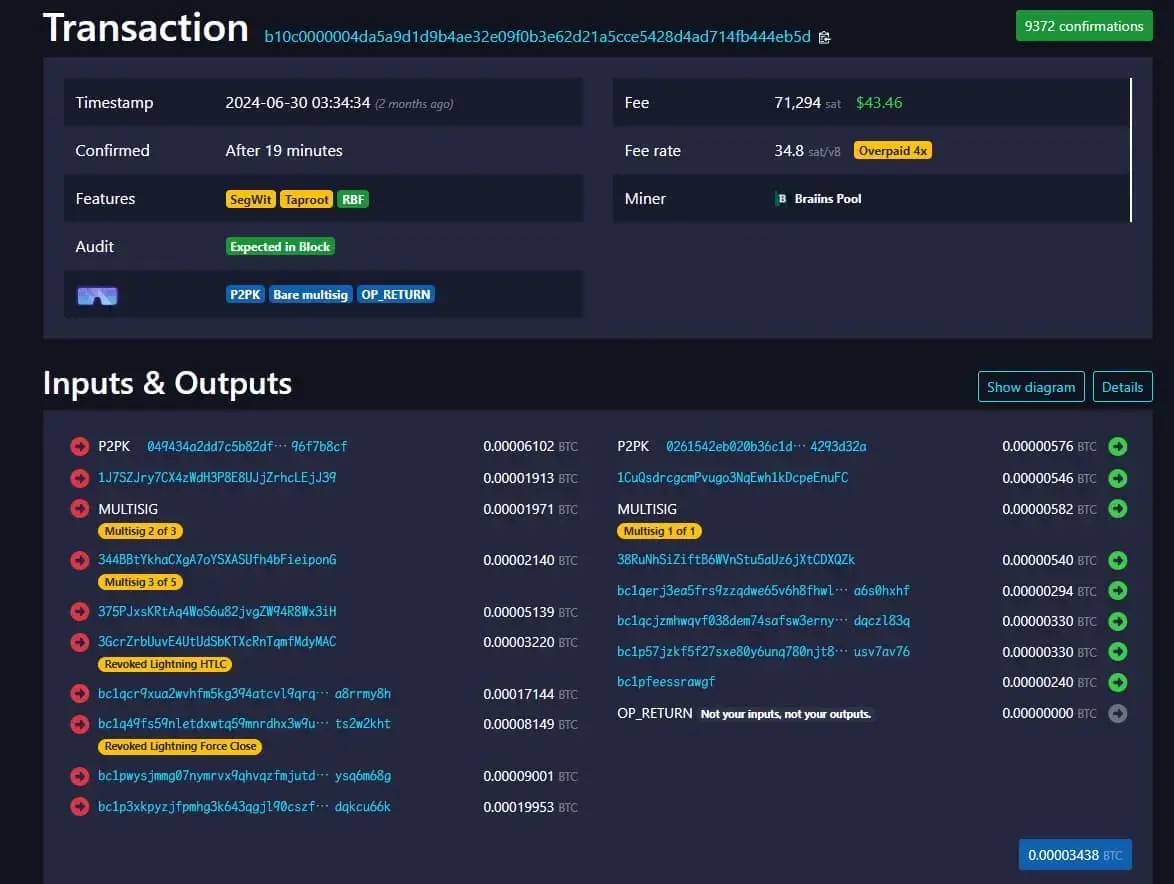 Transaction b10c0000004da5a9d1d9b4ae32e09f0b3e62d21a5cce5428d4ad714fb444eb5d 9372 confirmations
Timestamp 2024-06-30 03:34:34 (2 months ago)
Confirmed After 19 minutes
Features SegWit Taproot RBF
Audit Expected in Block
P2PK Bare multisig OP_RETURN
Fee 71,294 sat $43.46
Fee rate 34.8 sat/vB Overpaid 4x
Miner B Braiins Pool
Inputs & Outputs Show diagram Details
P2PK 049434a2dd7c5b82df… 96f7b8cf 0.00006102 BTC
1J7SZJry7CX4zWdH3P8E8UJjZrhcLEjJ39 0.00001913 BTC
MULTISIG 0.00001971 BTC
Multisig 2 of 3
344BBtYkhaCXgA7oYSXASUfh4bFieiponG 0.00002140 BTC
Multisig 3 of 5
375PJxsKRtAq4WoS6u82jvgZW94R8Wx3iH 0.00005139 BTC
3GcrZrbUuvE4UtUdSbKTXcRnTqmfMdyMAC 0.00003220 BTC
Revoked Lightning HTLC
bc1qcr9xua2wvhfm5kg394atcvl9qrq… a8rrmy8h 0.00017144 BTC
bc1q49fs59nletdxwtq59mnrdhx3w9u… ts2w2kht 0.00008149 BTC
Revoked Lightning Force Close
bc1pwysjmmg07nymrvx9qhvqzfmjutd… ysq6m68g 0.00009001 BTC
bc1p3xkpyzjfpmhg3k643qgjl90cszf… dqkcu66k 0.00019953 BTC
P2PK 0261542eb020b36c1d… 4293d32a 0.00000576 BTC
1CuQsdrcgcmPvugo3NqEwh1kDcpeEnuFC 0.00000546 BTC
MULTISIG 0.00000582 BTC
Multisig 1 of 1
38RuNhSiZiftB6WVnStu5aUz6jXtCDXQZk 0.00000540 BTC
bc1qerj3ea5frs9zzqdwe65v6h8fhwl… a6s0hxhf 0.00000294 BTC
bc1qcjzmhwqvf038dem74safsw3erny… dqczl83q 0.00000330 BTC
bc1p57jzkf5f27sxe80y6unq780njt8… usv7av76 0.00000330 BTC
bc1pfeessrawgf 0.00000240 BTC
OP_RETURN Not your inputs, not your outputs. 0.00000000 BTC
0.00003438 BTC